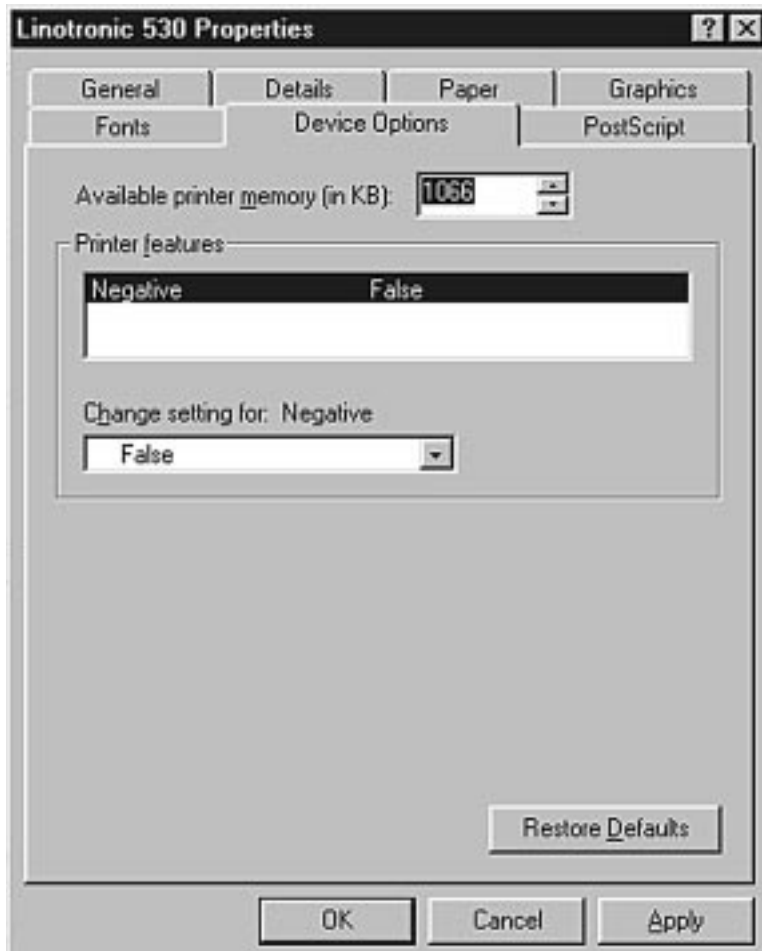 Linotronic 530 Properties
General Details Paper Graphics
Fonts Device Options PostScript
Available printer memory (in KB): 1066
Printer features
Negative False
Change setting for: Negative
False
Restore Defaults
OK Cancel Apply